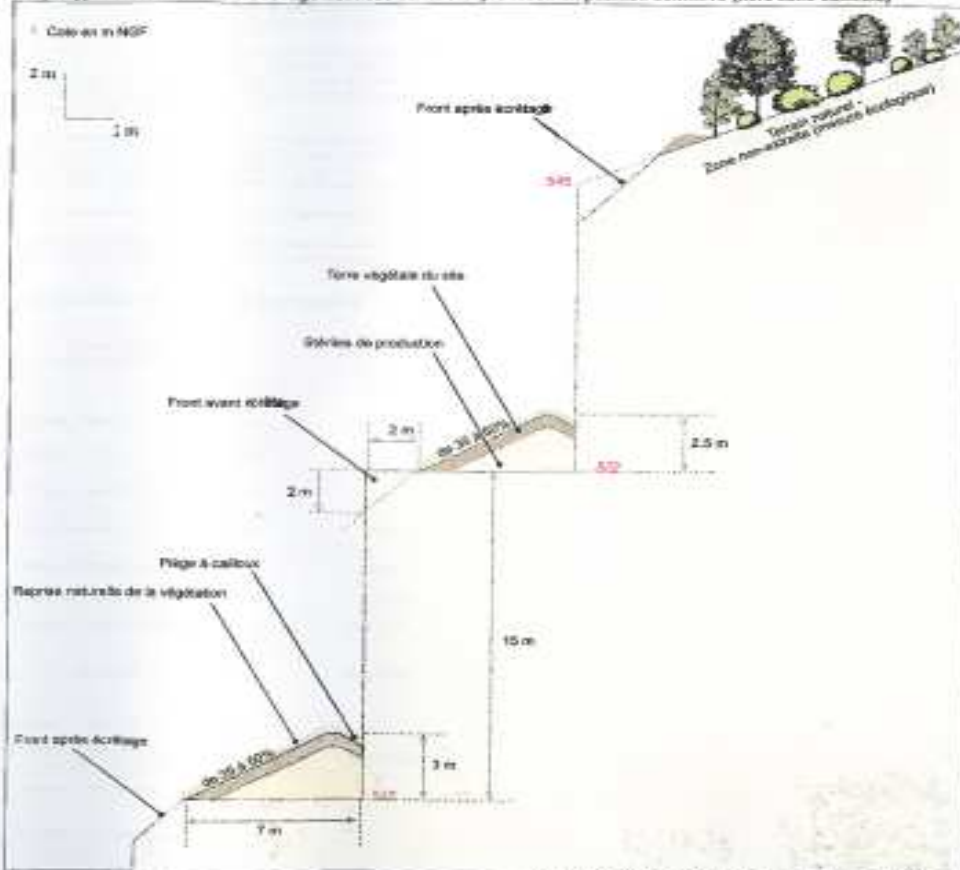 Cote en m NGF
2 m
2 m
Front après écrêtage
Terrain naturel -
Zone non-extraite (mesure écologique)
545
Terre végétale du site
Stériles de production
Front avant écrêtage
2 m
2.5 m
532
2 m
Piège à cailloux
Reprise naturelle de la végétation
15 m
Front après écrêtage
3 m
7 m